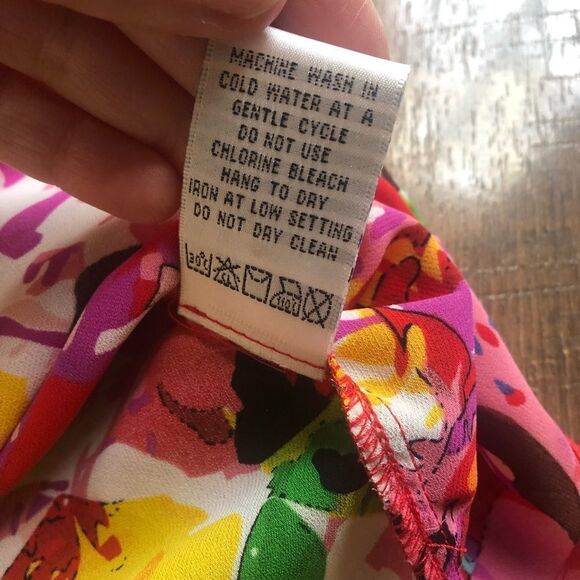 MACHINE WASH IN
COLD WATER AT A
GENTLE CYCLE
DO NOT USE
CHLORINE BLEACH
HANG TO DRY
IRON AT LOW SETTING
DO NOT DRY CLEAN
30°C